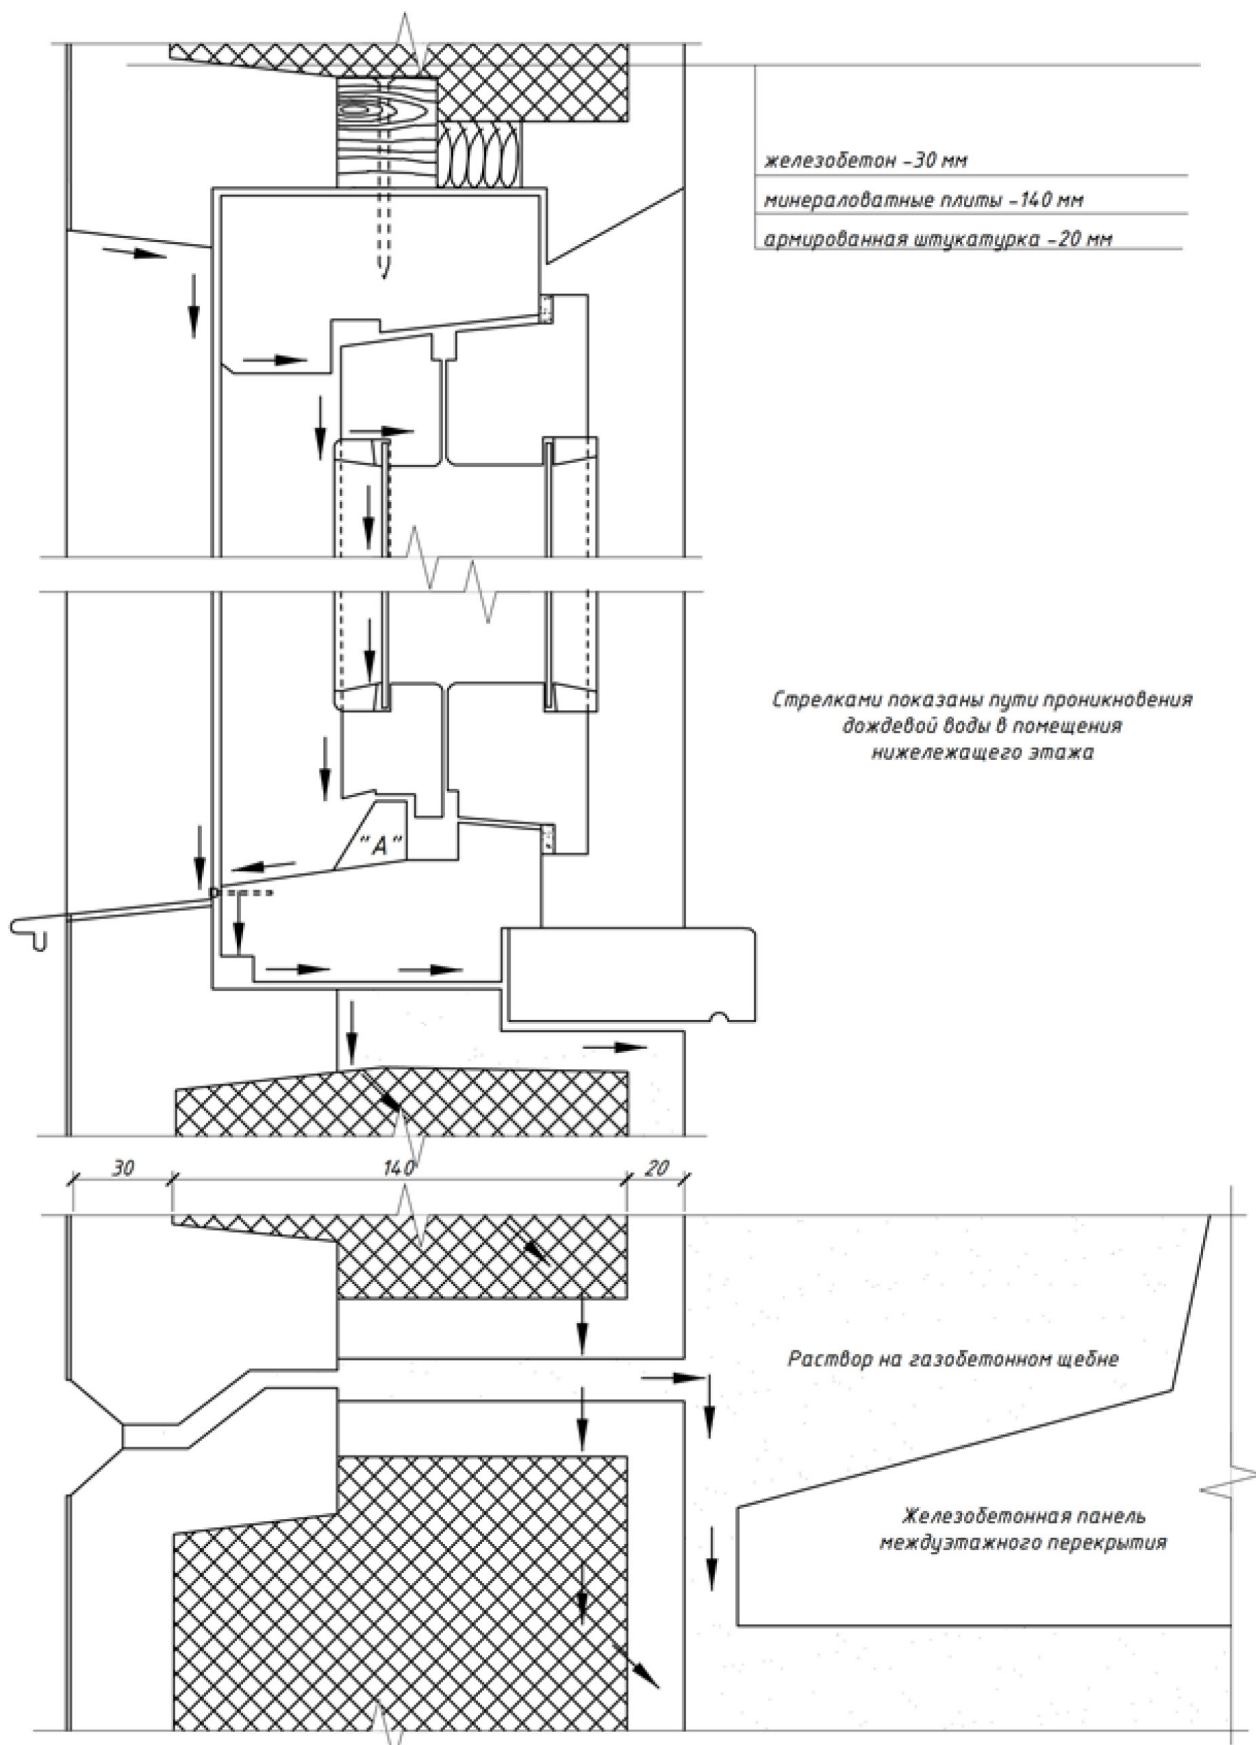 железобетон -30 мм
минераловатные плиты -140 мм
армированная штукатурка -20 мм
Стрелками показаны пути проникновения
дождевой воды в помещения
нижележащего этажа
"А"
30
140
20
Раствор на газобетонном щебне
Железобетонная панель
междуэтажного перекрытия